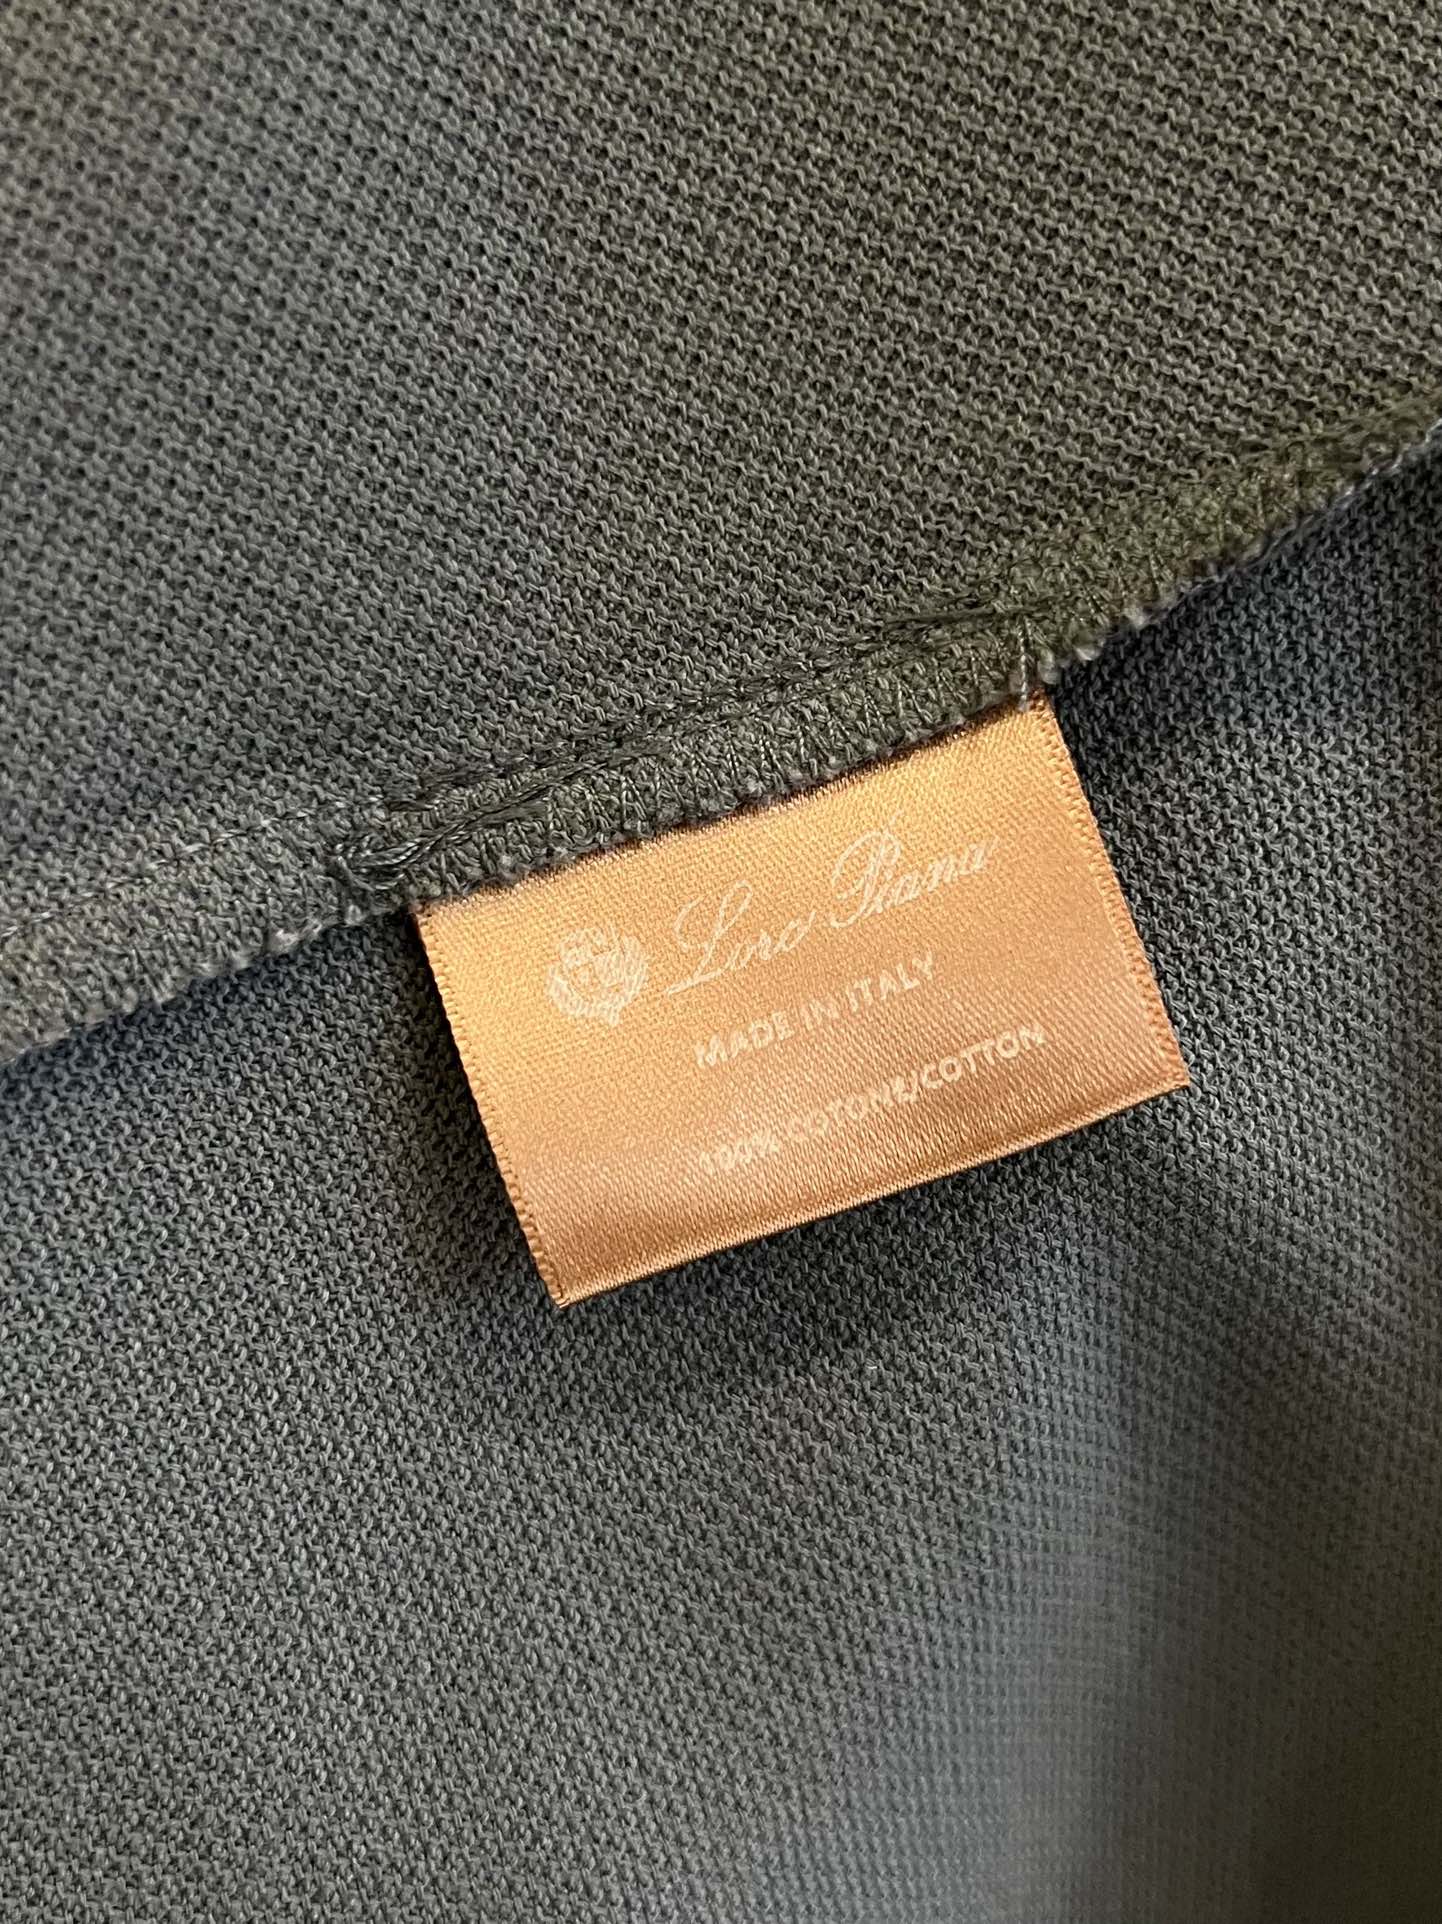 Loro Piana
MADE IN ITALY
100% COTONE/COTTON